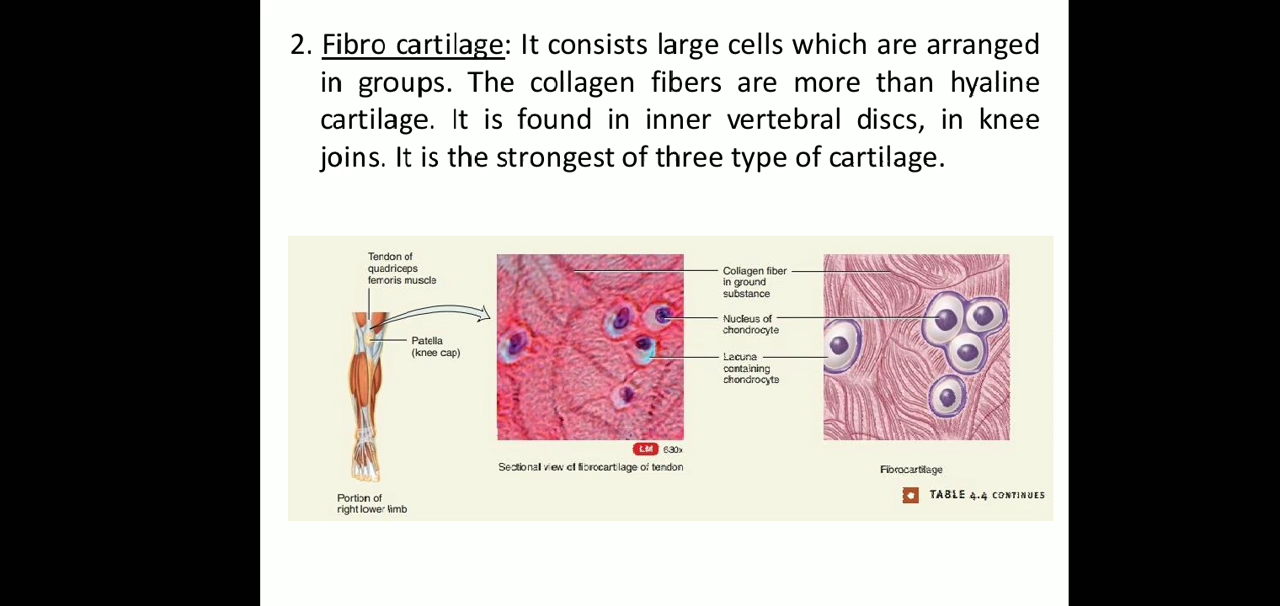 2. Fibro cartilage: It consists large cells which are arranged
in groups. The collagen fibers are more than hyaline
cartilage. It is found in inner vertebral discs, in knee
joins. It is the strongest of three type of cartilage.
Tendon of
quadriceps
femoris muscle
Patella
(knee cap)
Portion of
right lower limb
LM 630x
Sectional view of fibrocartilage of tendon
Collagen fiber
in ground
substance
Nucleus of
chondrocyte
Lacuna
containing
chondrocyte
Fibrocartilage
TABLE 4.4 CONTINUES